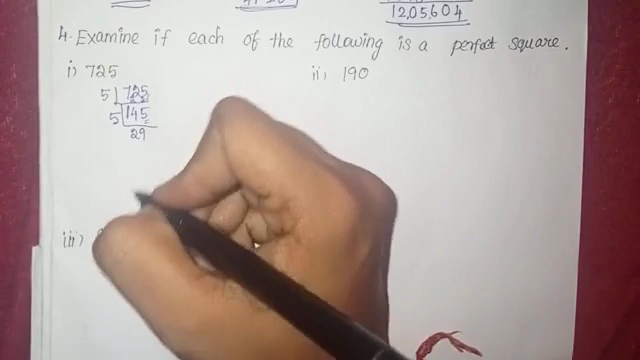 12,05,604
4. Examine if each of the following is a perfect square.
i) 725
ii) 190
5 725
5 145
29
iii)